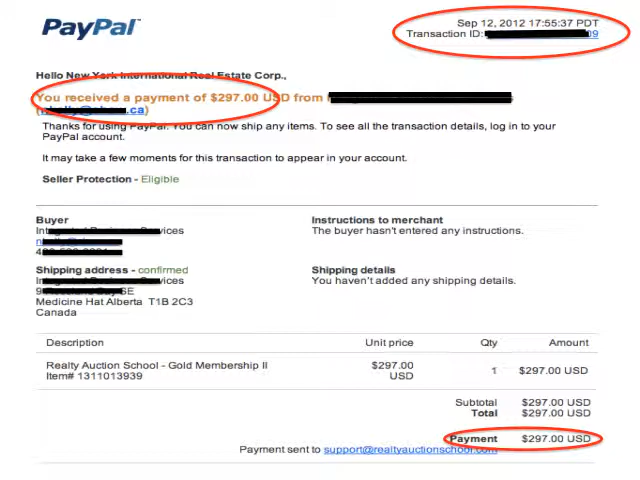 PayPal
Sep 12, 2012 17:55:37 PDT
Transaction ID: 9
Hello New York International Real Estate Corp.,
You received a payment of $297.00 USD from
.ca)
Thanks for using PayPal. You can now ship any items. To see all the transaction details, log in to your
PayPal account.
It may take a few moments for this transaction to appear in your account.
Seller Protection - Eligible
Buyer
Services
Instructions to merchant
The buyer hasn't entered any instructions.
Shipping address - confirmed
Services
SE
Medicine Hat Alberta T1B 2C3
Canada
Shipping details
You haven't added any shipping details.
Description Unit price Qty Amount
Realty Auction School - Gold Membership II $297.00 1 $297.00 USD
Item# 1311013939 USD
Subtotal $297.00 USD
Total $297.00 USD
Payment $297.00 USD
Payment sent to support@realtyauctionschool.com